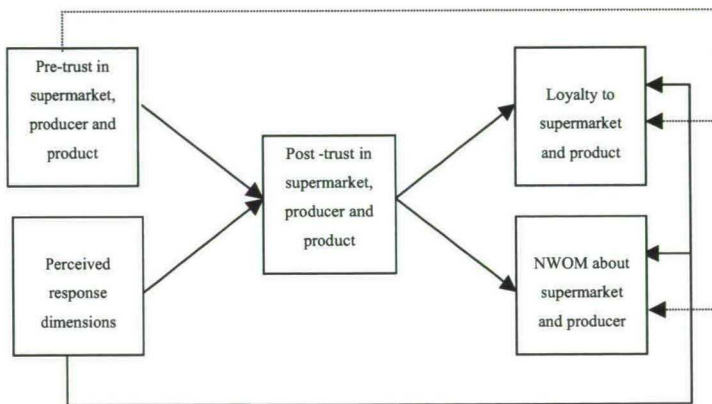 Pre-trust in
supermarket,
producer and
product
Perceived
response
dimensions
Post -trust in
supermarket,
producer and
product
Loyalty to
supermarket
and product
NWOM about
supermarket
and producer